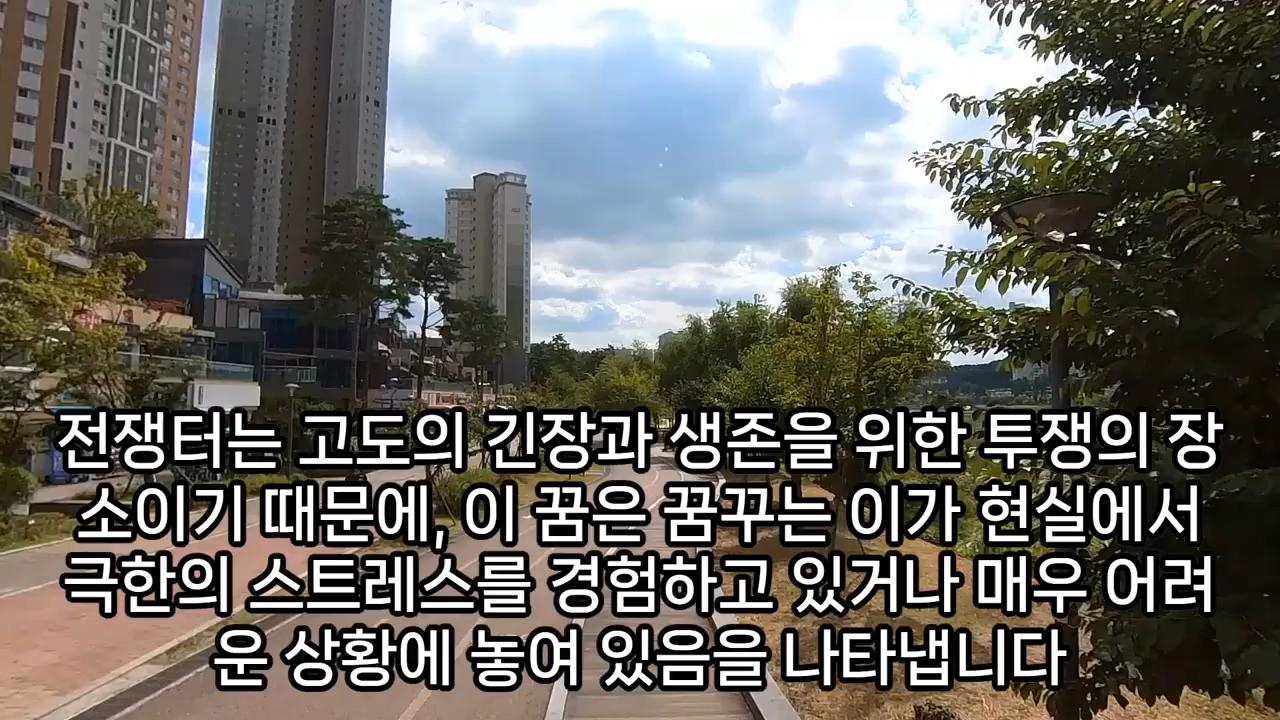 전쟁터는 고도의 긴장과 생존을 위한 투쟁의 장
소이기 때문에, 이 꿈은 꿈꾸는 이가 현실에서
극한의 스트레스를 경험하고 있거나 매우 어려
운 상황에 놓여 있음을 나타냅니다